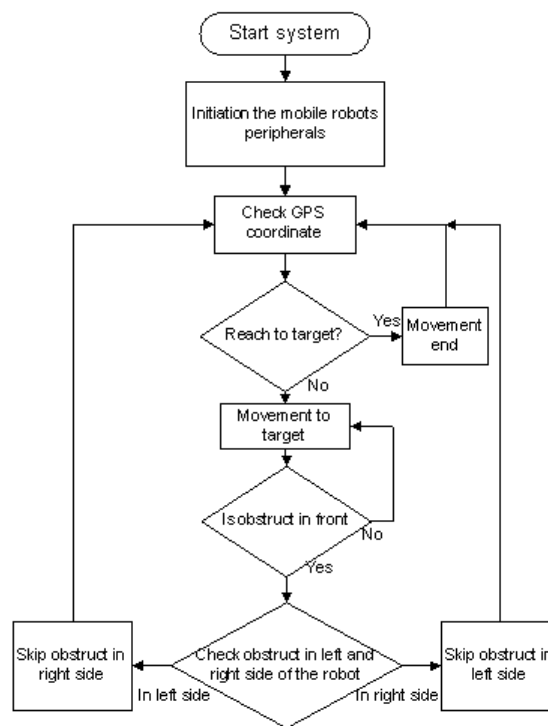 Start system
Initiation the mobile robots
peripherals
Check GPS
coordinate
Reach to target?
Yes
Movement
end
No
Movement to
target
Is obstruct in front
No
Yes
Check obstruct in left and
right side of the robot
Skip obstruct in
right side
In left side
In right side
Skip obstruct in
left side